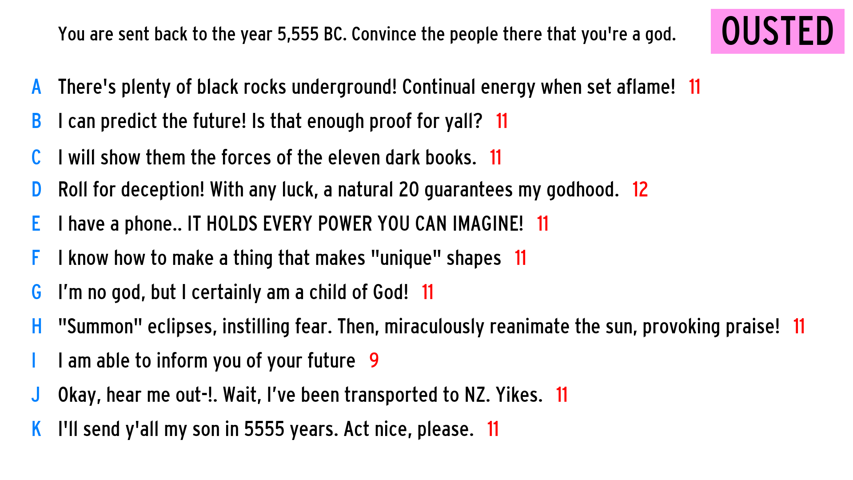 You are sent back to the year 5,555 BC. Convince the people there that you're a god.
OUSTED
A There's plenty of black rocks underground! Continual energy when set aflame! 11
B I can predict the future! Is that enough proof for yall? 11
C I will show them the forces of the eleven dark books. 11
D Roll for deception! With any luck, a natural 20 guarantees my godhood. 12
E I have a phone.. IT HOLDS EVERY POWER YOU CAN IMAGINE! 11
F I know how to make a thing that makes "unique" shapes 11
G I’m no god, but I certainly am a child of God! 11
H "Summon" eclipses, instilling fear. Then, miraculously reanimate the sun, provoking praise! 11
I I am able to inform you of your future 9
J Okay, hear me out-!. Wait, I’ve been transported to NZ. Yikes. 11
K I'll send y'all my son in 5555 years. Act nice, please. 11